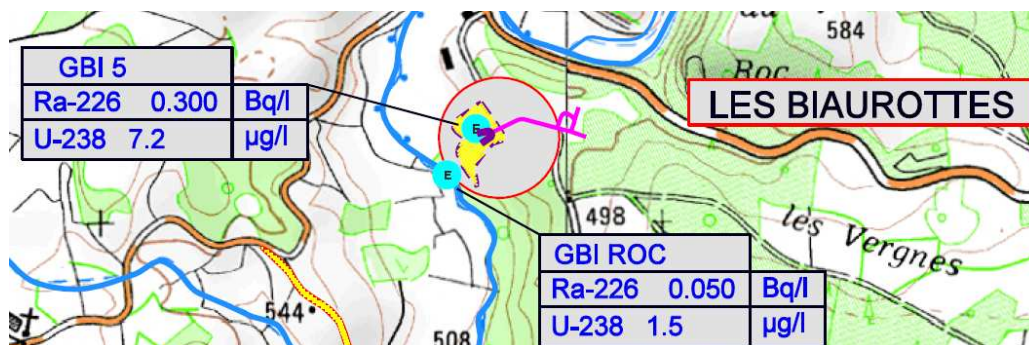 du
584
GBI 5
Ra-226 0.300 Bq/l
U-238 7.2 µg/l
Roc
LES BIAUROTTES
E
E
P
498
les Vergnes
GBI ROC
Ra-226 0.050 Bq/l
U-238 1.5 µg/l
544
508